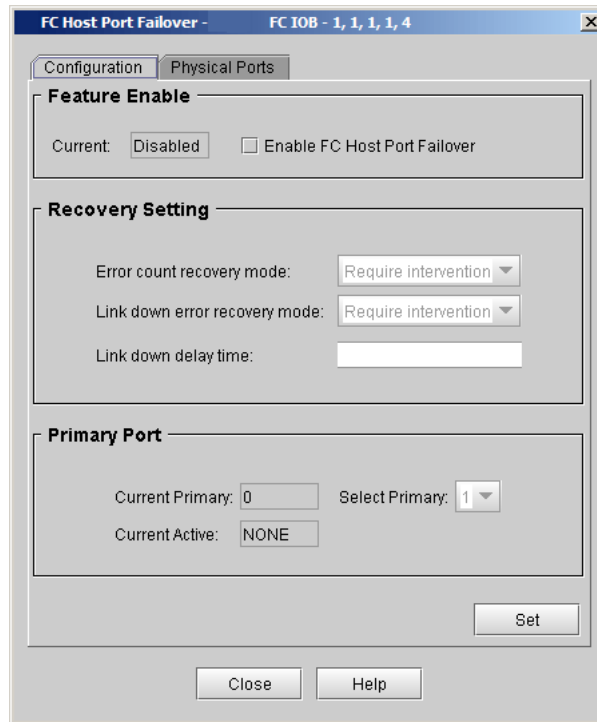 FC Host Port Failover - FC IOB - 1, 1, 1, 1, 4
Configuration Physical Ports
Feature Enable
Current: Disabled Enable FC Host Port Failover
Recovery Setting
Error count recovery mode: Require intervention
Link down error recovery mode: Require intervention
Link down delay time:
Primary Port
Current Primary: 0 Select Primary: 1
Current Active: NONE
Set
Close Help